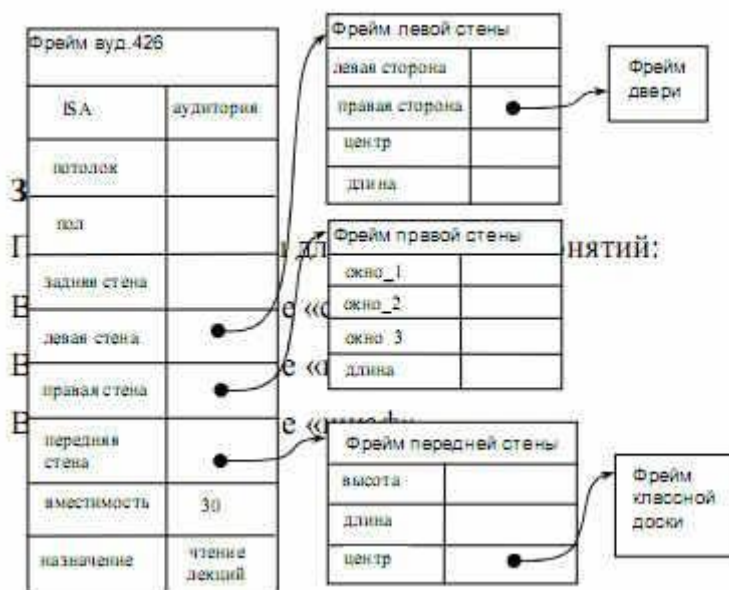 Фрейм ауд.426
ISA аудитория
потолок
пол
задняя стена
левая стена
правая стена
передняя стена
вместимость 30
назначение чтение лекций
Фрейм левой стены
левая сторона
правая сторона
центр
длина
Фрейм двери
Фрейм правой стены
окно_1
окно_2
окно_3
длина
Фрейм передней стены
высота
длина
центр
Фрейм классной доски
нятий: